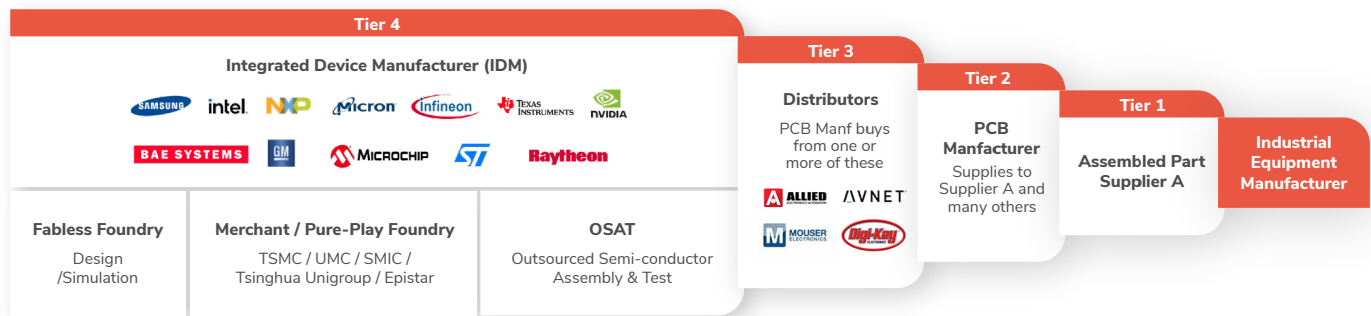 Tier 4
Integrated Device Manufacturer (IDM)
SAMSUNG
intel.
NXP
Micron
infineon
TEXAS
INSTRUMENTS
NVIDIA
BAE SYSTEMS
GM
MICROCHIP
ST
Raytheon
Fabless Foundry
Design
/Simulation
Merchant / Pure-Play Foundry
TSMC / UMC / SMIC /
Tsinghua Unigroup / Epistar
OSAT
Outsourced Semi-conductor
Assembly & Test
Tier 3
Distributors
PCB Manf buys
from one or
more of these
ALLIED
ELECTRONICS & AUTOMATION
AVNET
M MOUSER
ELECTRONICS
Digi-Key
ELECTRONICS
Tier 2
PCB
Manfacturer
Supplies to
Supplier A and
many others
Tier 1
Assembled Part
Supplier A
Industrial
Equipment
Manufacturer